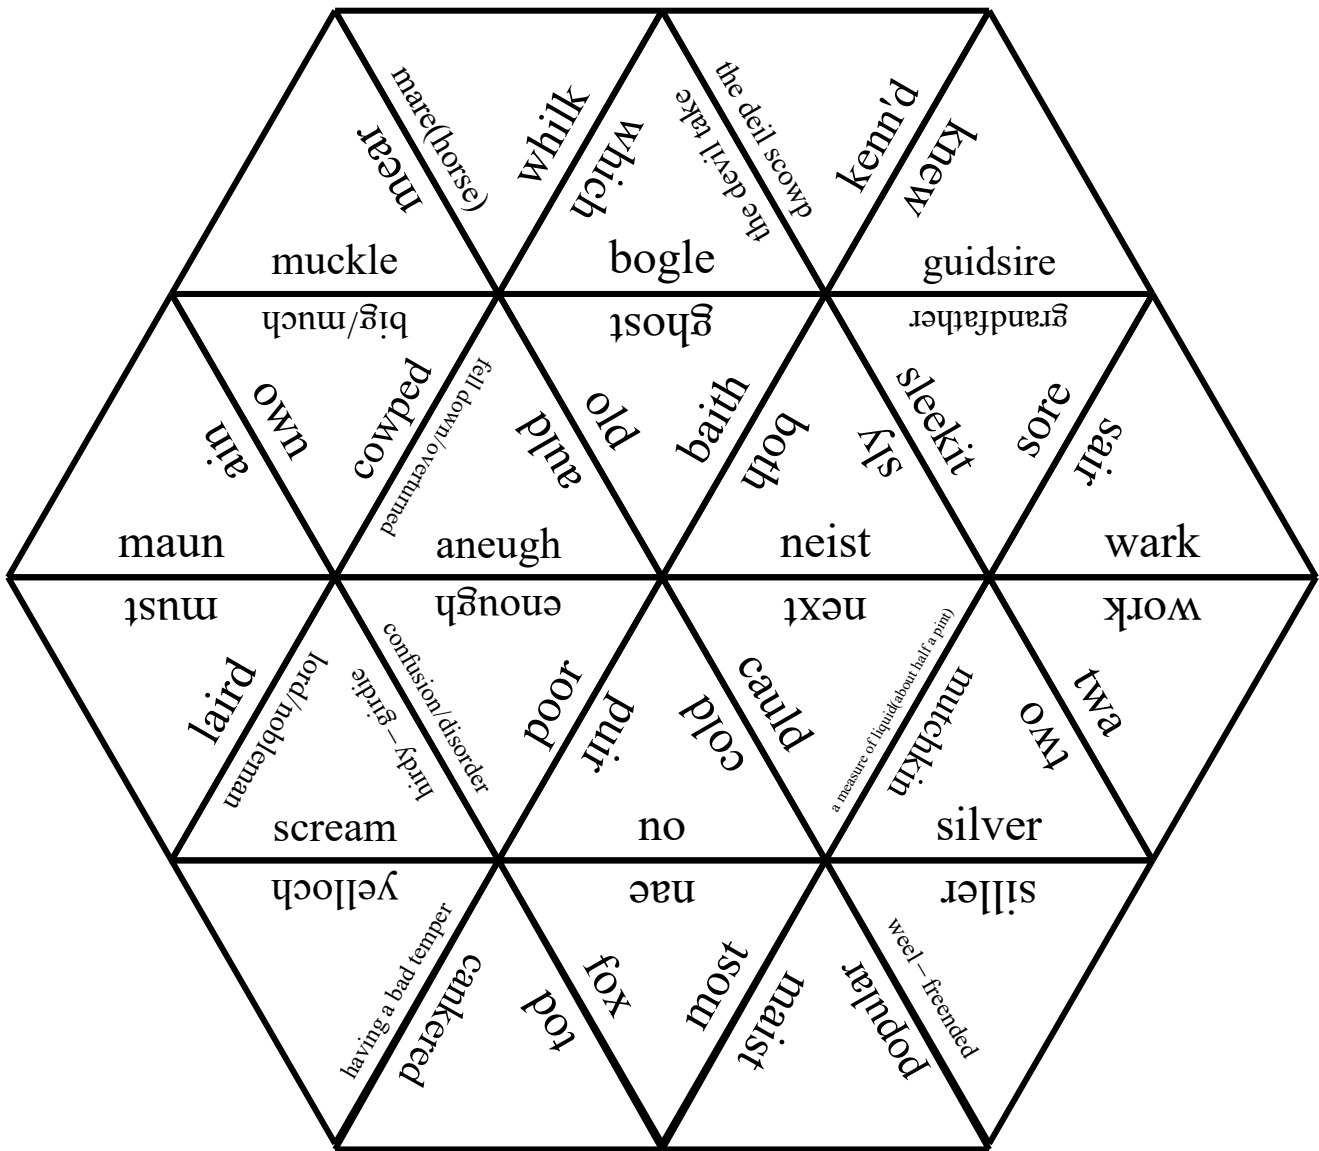 mear
mare(horse)
whilk
which
the devil take
the deil scowp
kenn'd
knew
muckle
bogle
guidsire
big/much
ghost
grandfather
ain
own
cowped
fell down/overturned
auld
old
baith
both
sly
sleekit
sore
sair
maun
aneugh
neist
wark
must
enough
next
work
laird
lord/nobleman
hirdy – girdie
confusion/disorder
poor
puir
cold
cauld
a measure of liquid(about half a pint)
mutchkin
two
twa
scream
no
silver
yelloch
nae
siller
having a bad temper
cankered
tod
fox
most
maist
popular
weel – freended